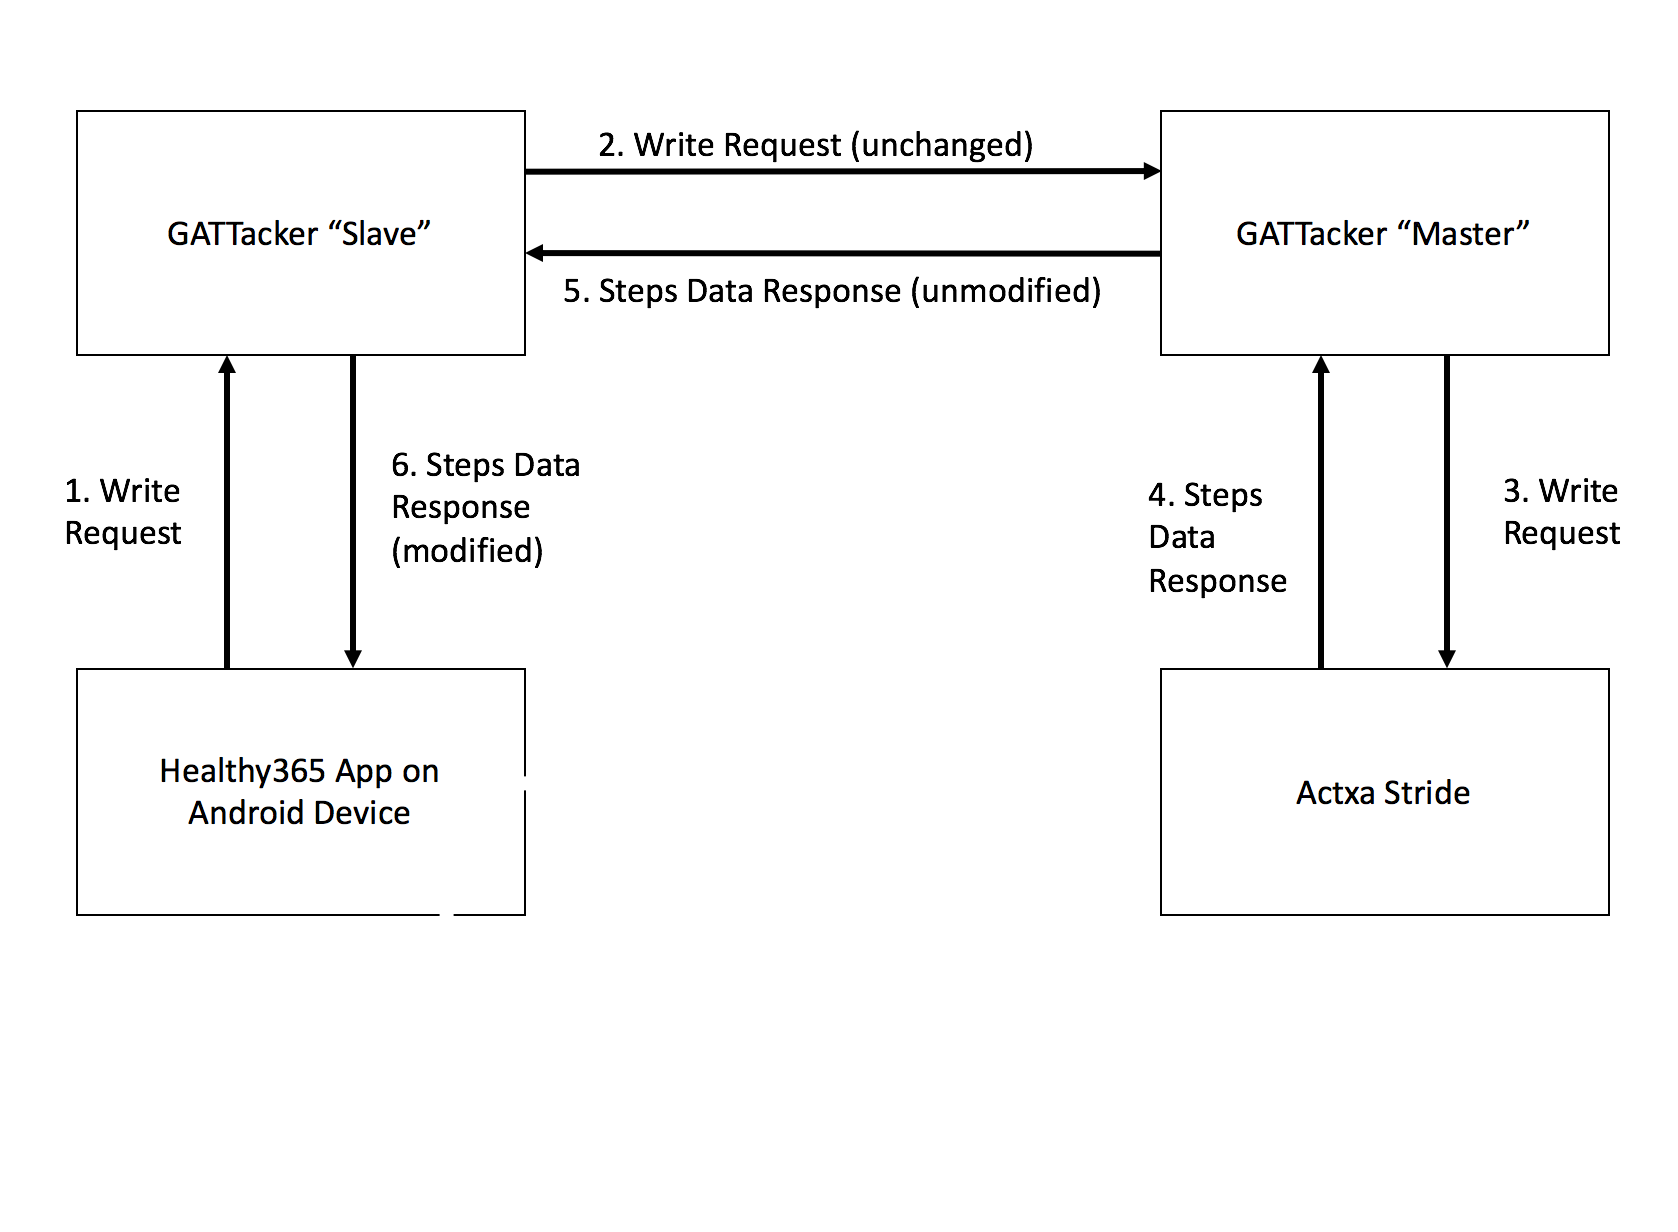 2. Write Request (unchanged)
GATTacker “Slave”
GATTacker “Master”
5. Steps Data Response (unmodified)
1. Write
Request
6. Steps Data
Response
(modified)
4. Steps
Data
Response
3. Write
Request
Healthy365 App on
Android Device
Actxa Stride